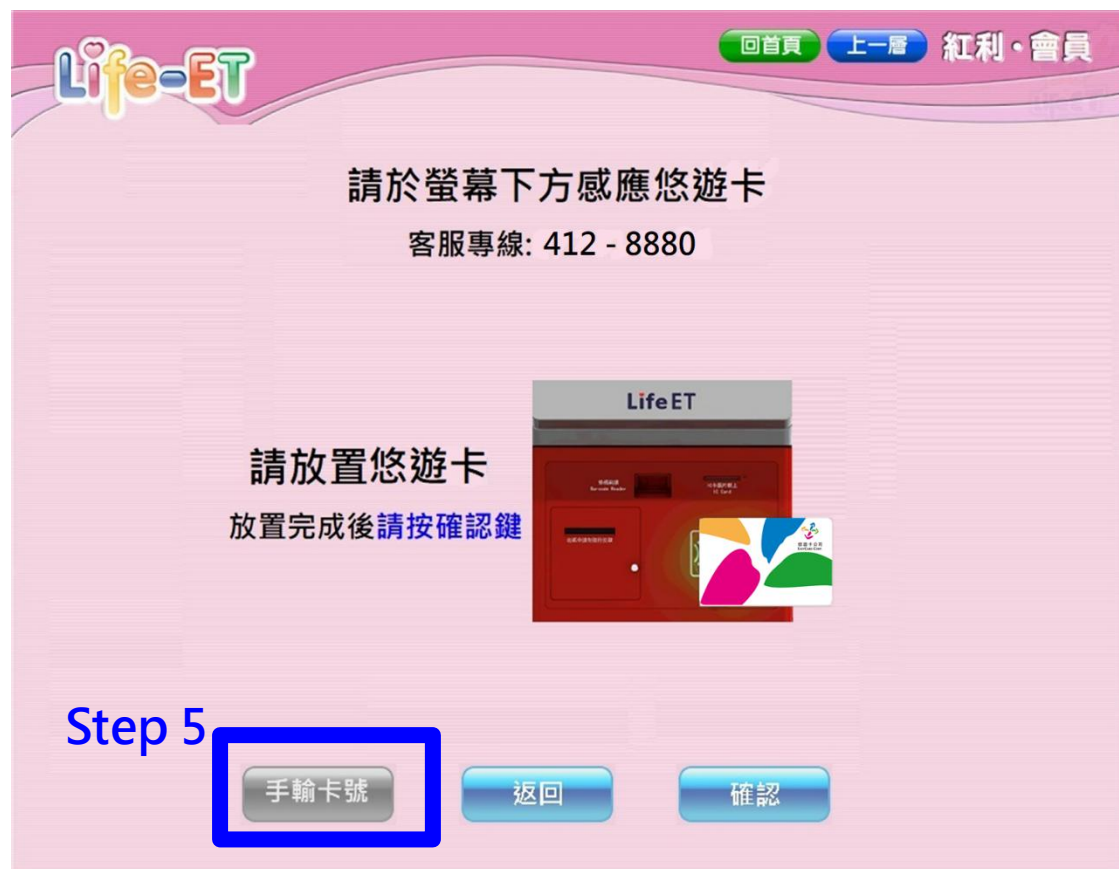 Life-ET
回首頁
上一層
紅利・會員
請於螢幕下方感應悠遊卡
客服專線: 412 - 8880
LifeET
請放置悠遊卡
放置完成後請按確認鍵
Step 5
手輸卡號
返回
確認